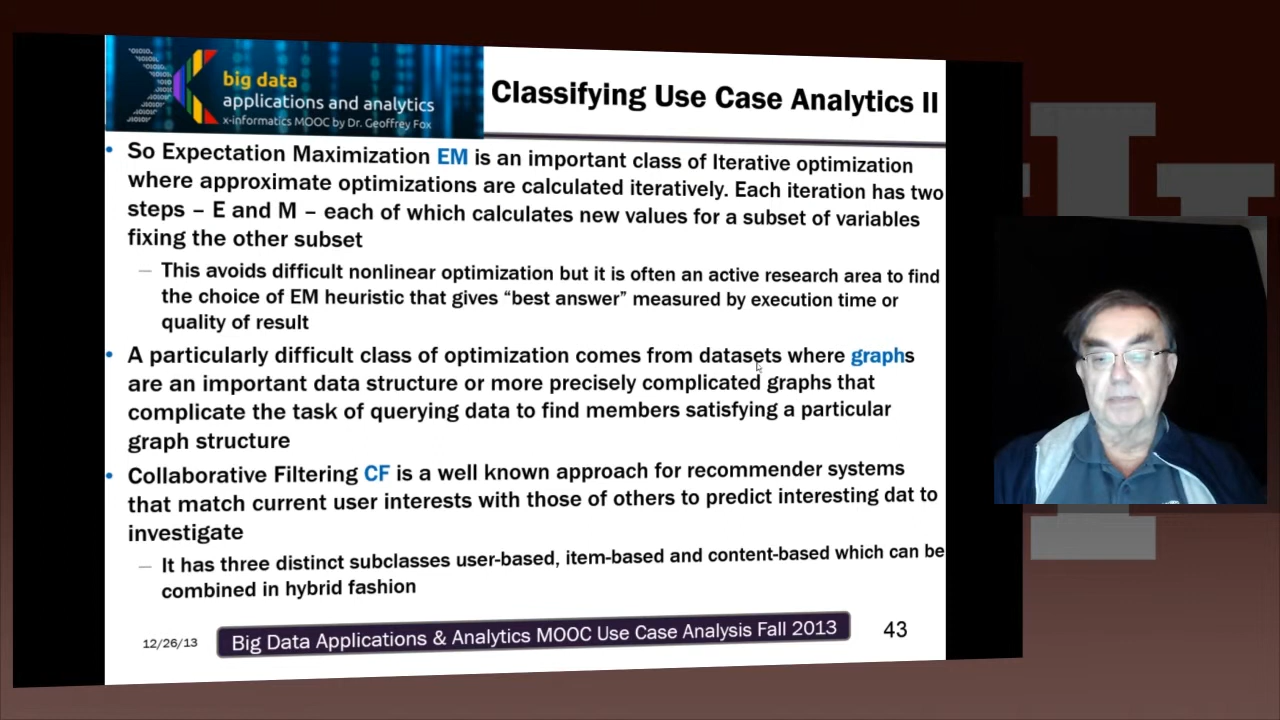 big data
applications and analytics
x-informatics MOOC by Dr. Geoffrey Fox
Classifying Use Case Analytics II
• So Expectation Maximization EM is an important class of Iterative optimization
where approximate optimizations are calculated iteratively. Each iteration has two
steps – E and M – each of which calculates new values for a subset of variables
fixing the other subset
– This avoids difficult nonlinear optimization but it is often an active research area to find
the choice of EM heuristic that gives “best answer” measured by execution time or
quality of result
• A particularly difficult class of optimization comes from datasets where graphs
are an important data structure or more precisely complicated graphs that
complicate the task of querying data to find members satisfying a particular
graph structure
• Collaborative Filtering CF is a well known approach for recommender systems
that match current user interests with those of others to predict interesting dat to
investigate
– It has three distinct subclasses user-based, item-based and content-based which can be
combined in hybrid fashion
12/26/13
Big Data Applications & Analytics MOOC Use Case Analysis Fall 2013
43